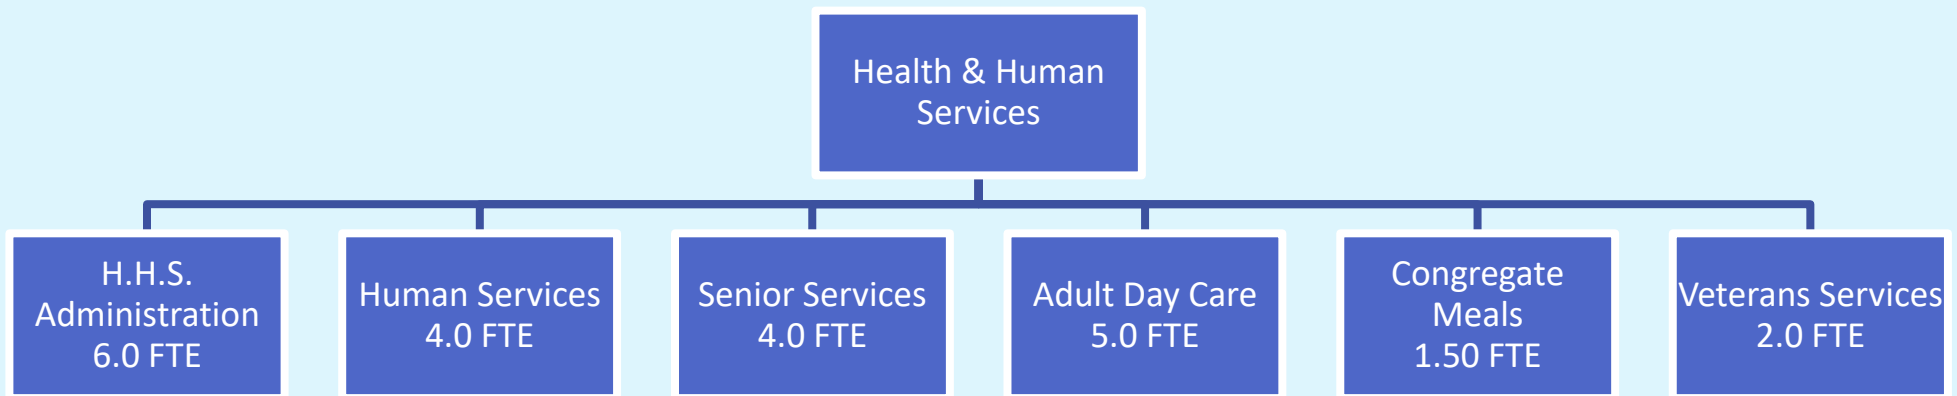 Health & Human
Services
H.H.S.
Administration
6.0 FTE
Human Services
4.0 FTE
Senior Services
4.0 FTE
Adult Day Care
5.0 FTE
Congregate
Meals
1.50 FTE
Veterans Services
2.0 FTE